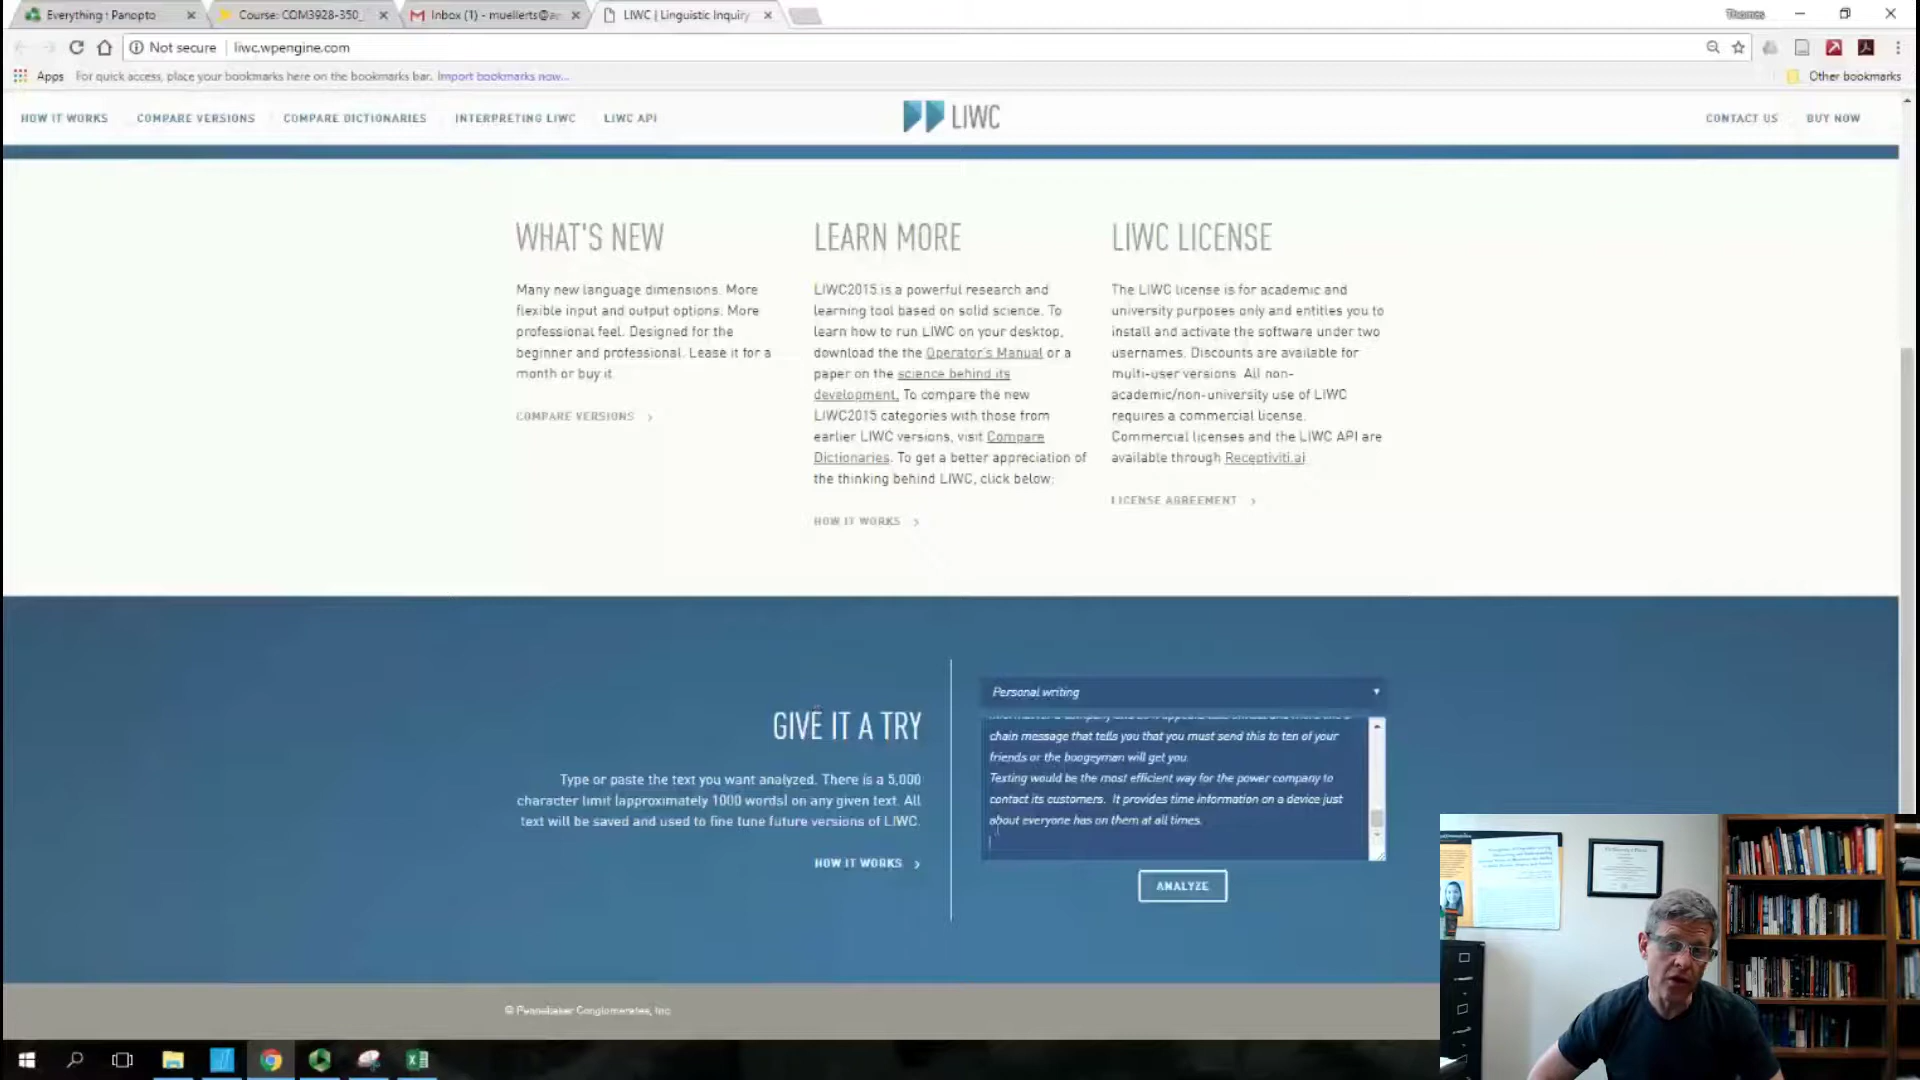 Everything : Panopto
Course: COM3928-350_
Inbox (1) - muellerts@
LIWC | Linguistic Inquiry
Thomas
Not secure
liwc.wpengine.com
Apps
For quick access, place your bookmarks here on the bookmarks bar. Import bookmarks now...
Other bookmarks
HOW IT WORKS
COMPARE VERSIONS
COMPARE DICTIONARIES
INTERPRETING LIWC
LIWC API
LIWC
CONTACT US
BUY NOW
WHAT'S NEW
Many new language dimensions. More
flexible input and output options. More
professional feel. Designed for the
beginner and professional. Lease it for a
month or buy it.
COMPARE VERSIONS
LEARN MORE
LIWC2015 is a powerful research and
learning tool based on solid science. To
learn how to run LIWC on your desktop,
download the the Operator's Manual or a
paper on the science behind its
development. To compare the new
LIWC2015 categories with those from
earlier LIWC versions, visit Compare
Dictionaries. To get a better appreciation of
the thinking behind LIWC, click below:
HOW IT WORKS
LIWC LICENSE
The LIWC license is for academic and
university purposes only and entitles you to
install and activate the software under two
usernames. Discounts are available for
multi-user versions. All non-
academic/non-university use of LIWC
requires a commercial license.
Commercial licenses and the LIWC API are
available through Receptiviti.ai
LICENSE AGREEMENT
GIVE IT A TRY
Type or paste the text you want analyzed. There is a 5,000
character limit (approximately 1000 words) on any given text. All
text will be saved and used to fine tune future versions of LIWC.
HOW IT WORKS
Personal writing
chain message that tells you that you must send this to ten of your
friends or the boogeyman will get you.
Texting would be the most efficient way for the power company to
contact its customers. It provides time information on a device just
about everyone has on them at all times.
ANALYZE
© Pennebaker Conglomerates, Inc.